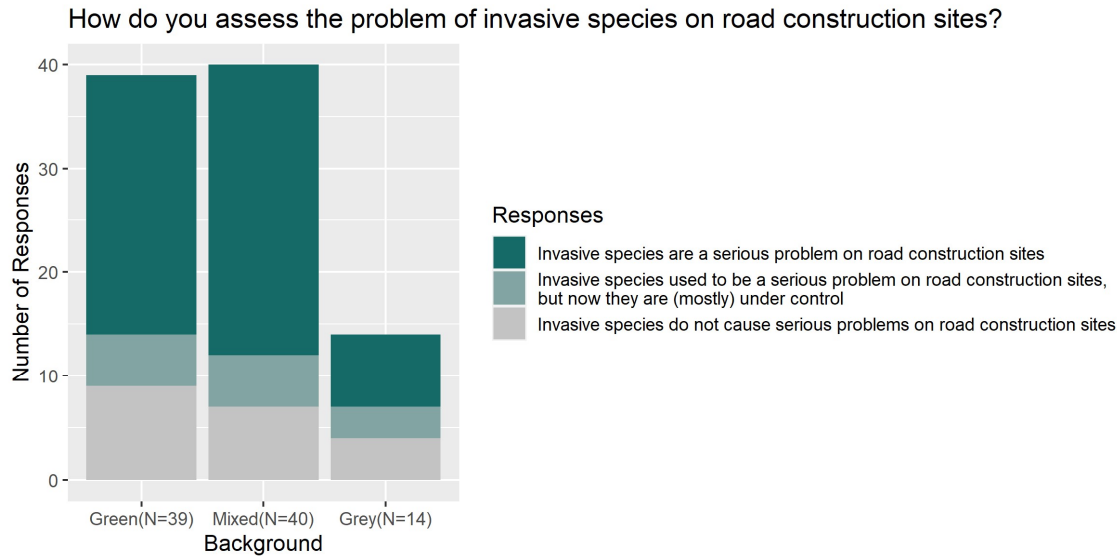 How do you assess the problem of invasive species on road construction sites?
Number of Responses
40
30
20
10
0
Green(N=39) Mixed(N=40) Grey(N=14)
Background
Responses
Invasive species are a serious problem on road construction sites
Invasive species used to be a serious problem on road construction sites,
but now they are (mostly) under control
Invasive species do not cause serious problems on road construction sites